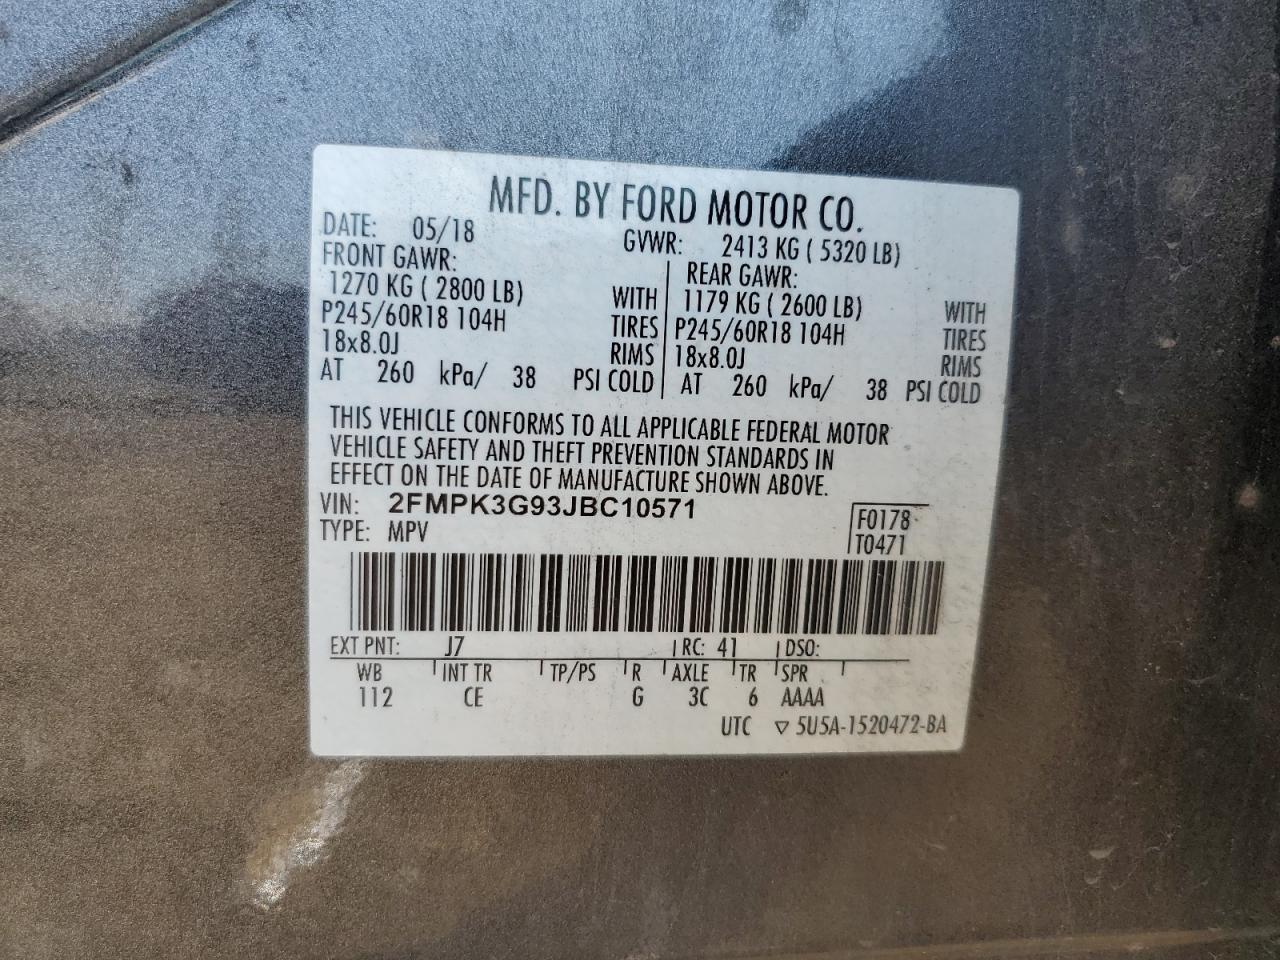 MFD. BY FORD MOTOR CO.
DATE: 05/18 GVWR: 2413 KG ( 5320 LB)
FRONT GAWR: REAR GAWR:
1270 KG ( 2800 LB) WITH 1179 KG ( 2600 LB) WITH
P245/60R18 104H TIRES P245/60R18 104H TIRES
18x8.0J RIMS 18x8.0J RIMS
AT 260 kPa/ 38 PSI COLD AT 260 kPa/ 38 PSI COLD
THIS VEHICLE CONFORMS TO ALL APPLICABLE FEDERAL MOTOR
VEHICLE SAFETY AND THEFT PREVENTION STANDARDS IN
EFFECT ON THE DATE OF MANUFACTURE SHOWN ABOVE.
VIN: 2FMPK3G93JBC10571 F0178
TYPE: MPV T0471
EXT PNT: J7 RC: 41 DSO:
WB INT TR TP/PS R AXLE TR SPR
112 CE G 3C 6 AAAA
UTC ▽ 5U5A-1520472-BA